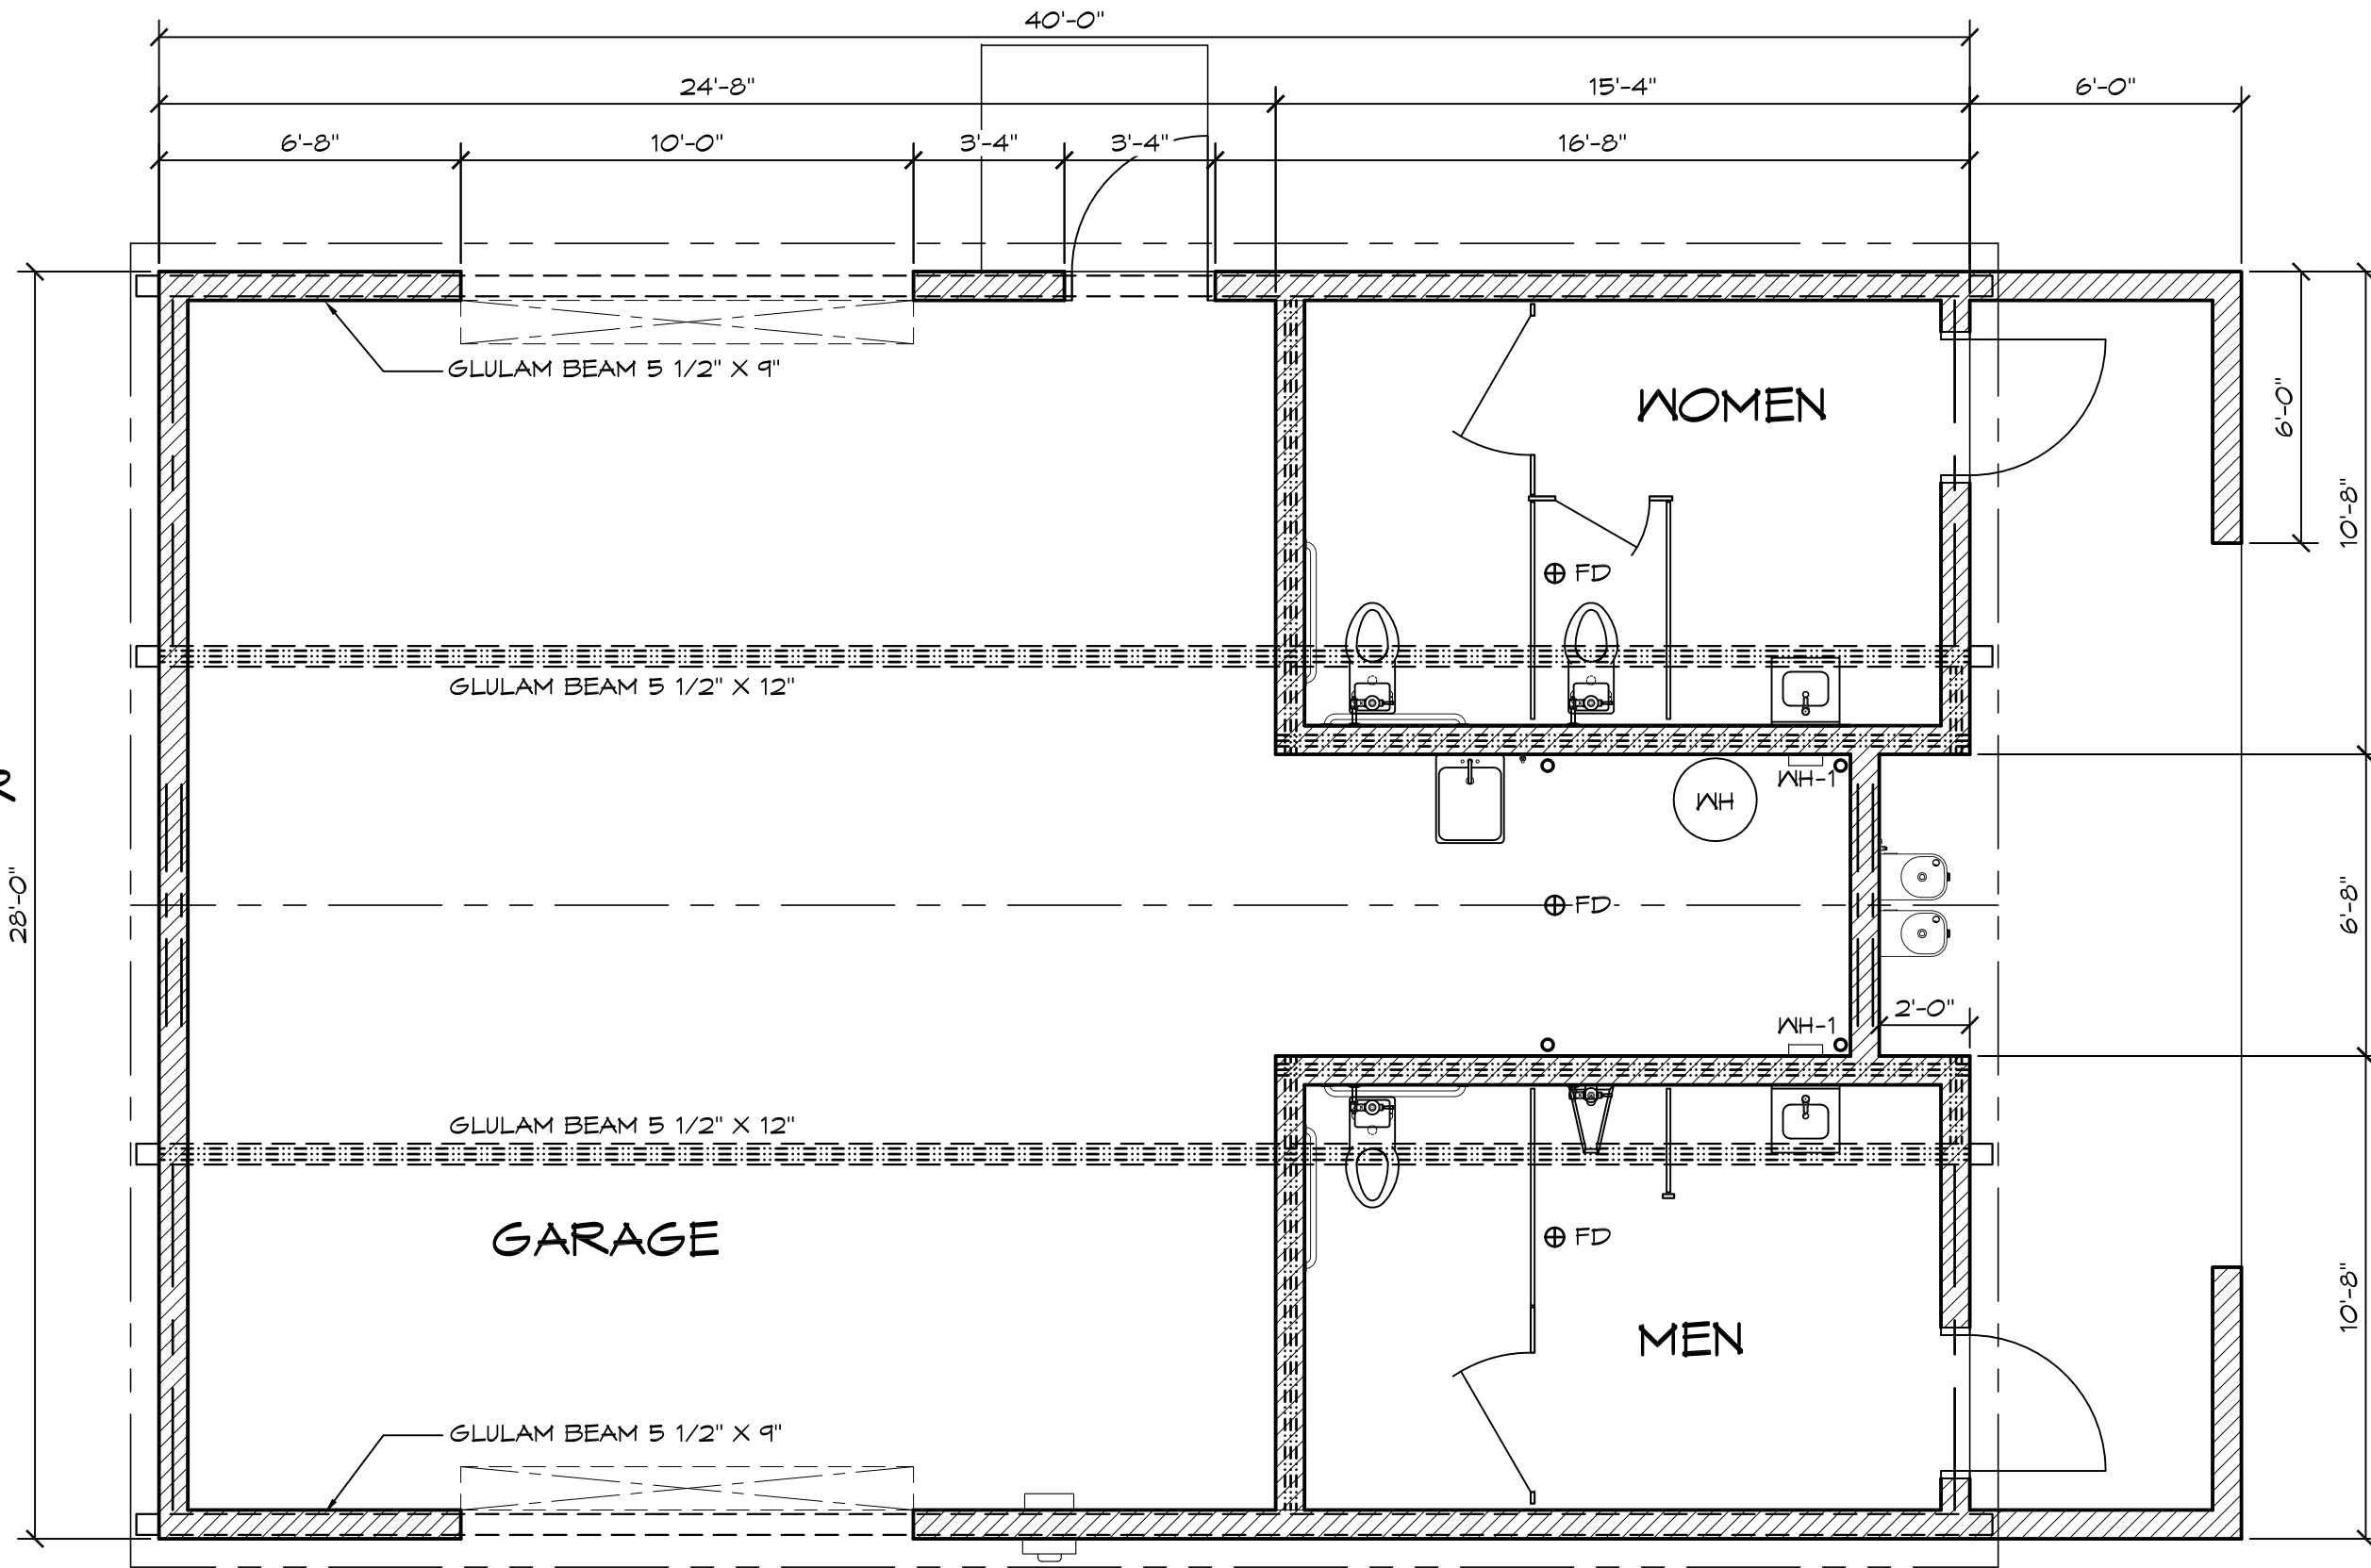 40'-0"
24'-8"
15'-4"
6'-0"
6'-8"
10'-0"
3'-4"
3'-4"
16'-8"
GLULAM BEAM 5 1/2" X 9"
WOMEN
6'-0"
10'-8"
FD
GLULAM BEAM 5 1/2" X 12"
WH
WH-1
28'-0"
FD
6'-8"
2'-0"
WH-1
GLULAM BEAM 5 1/2" X 12"
GARAGE
FD
MEN
10'-8"
GLULAM BEAM 5 1/2" X 9"